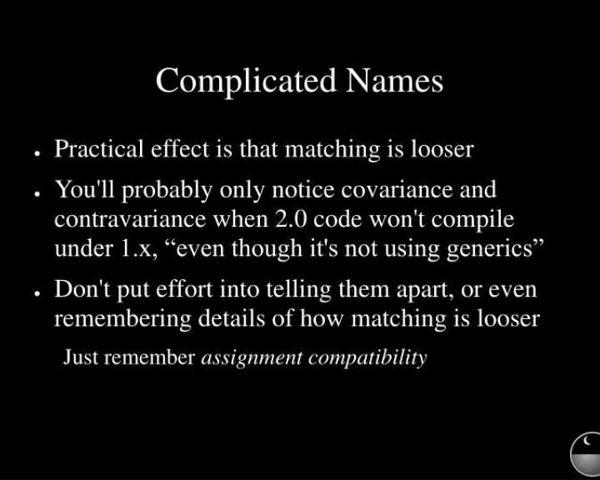 Complicated Names
• Practical effect is that matching is looser
• You'll probably only notice covariance and
contravariance when 2.0 code won't compile
under 1.x, “even though it's not using generics”
• Don't put effort into telling them apart, or even
remembering details of how matching is looser
Just remember assignment compatibility